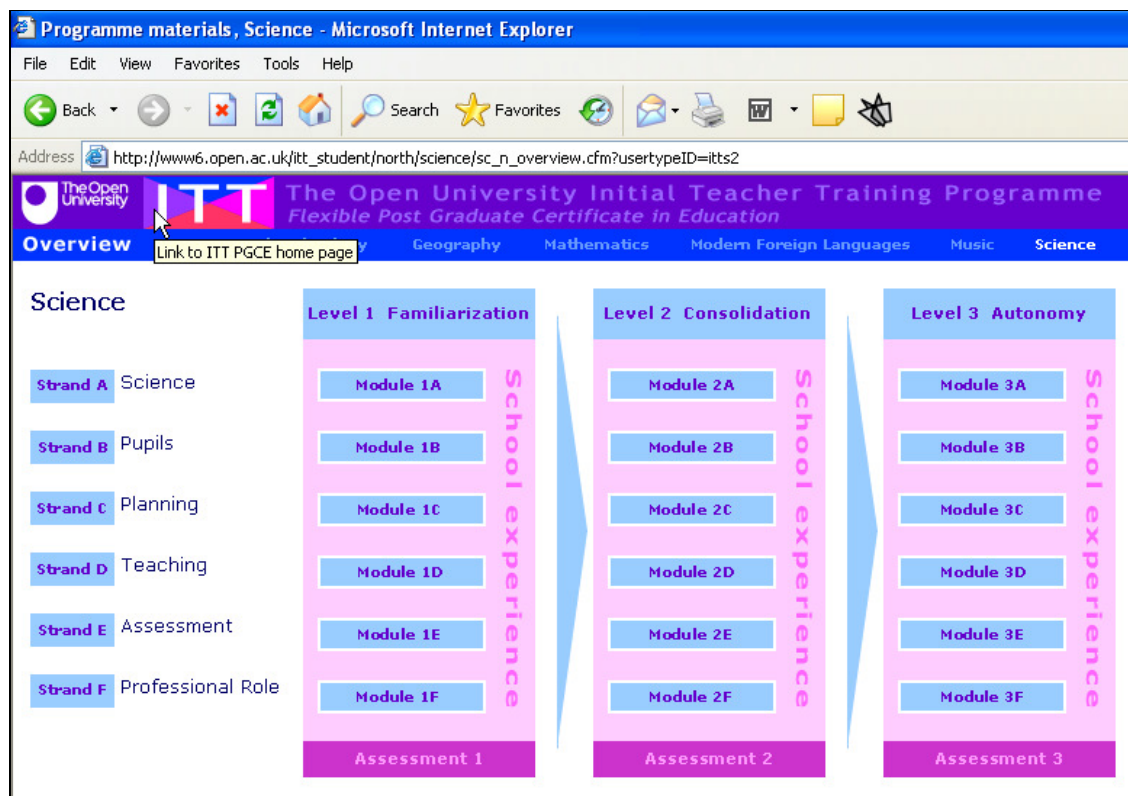 Programme materials, Science - Microsoft Internet Explorer
File Edit View Favorites Tools Help
Back Search Favorites
Address http://www6.open.ac.uk/itt_student/north/science/sc_n_overview.cfm?usertypeID=itts2
The Open University ITT The Open University Initial Teacher Training Programme
Flexible Post Graduate Certificate in Education
Overview Geography Mathematics Modern Foreign Languages Music Science
Link to ITT PGCE home page
Science
Level 1 Familiarization Level 2 Consolidation Level 3 Autonomy
Strand A Science Module 1A Module 2A Module 3A
Strand B Pupils Module 1B Module 2B Module 3B
Strand C Planning Module 1C Module 2C Module 3C
Strand D Teaching Module 1D Module 2D Module 3D
Strand E Assessment Module 1E Module 2E Module 3E
Strand F Professional Role Module 1F Module 2F Module 3F
School experience School experience School experience
Assessment 1 Assessment 2 Assessment 3